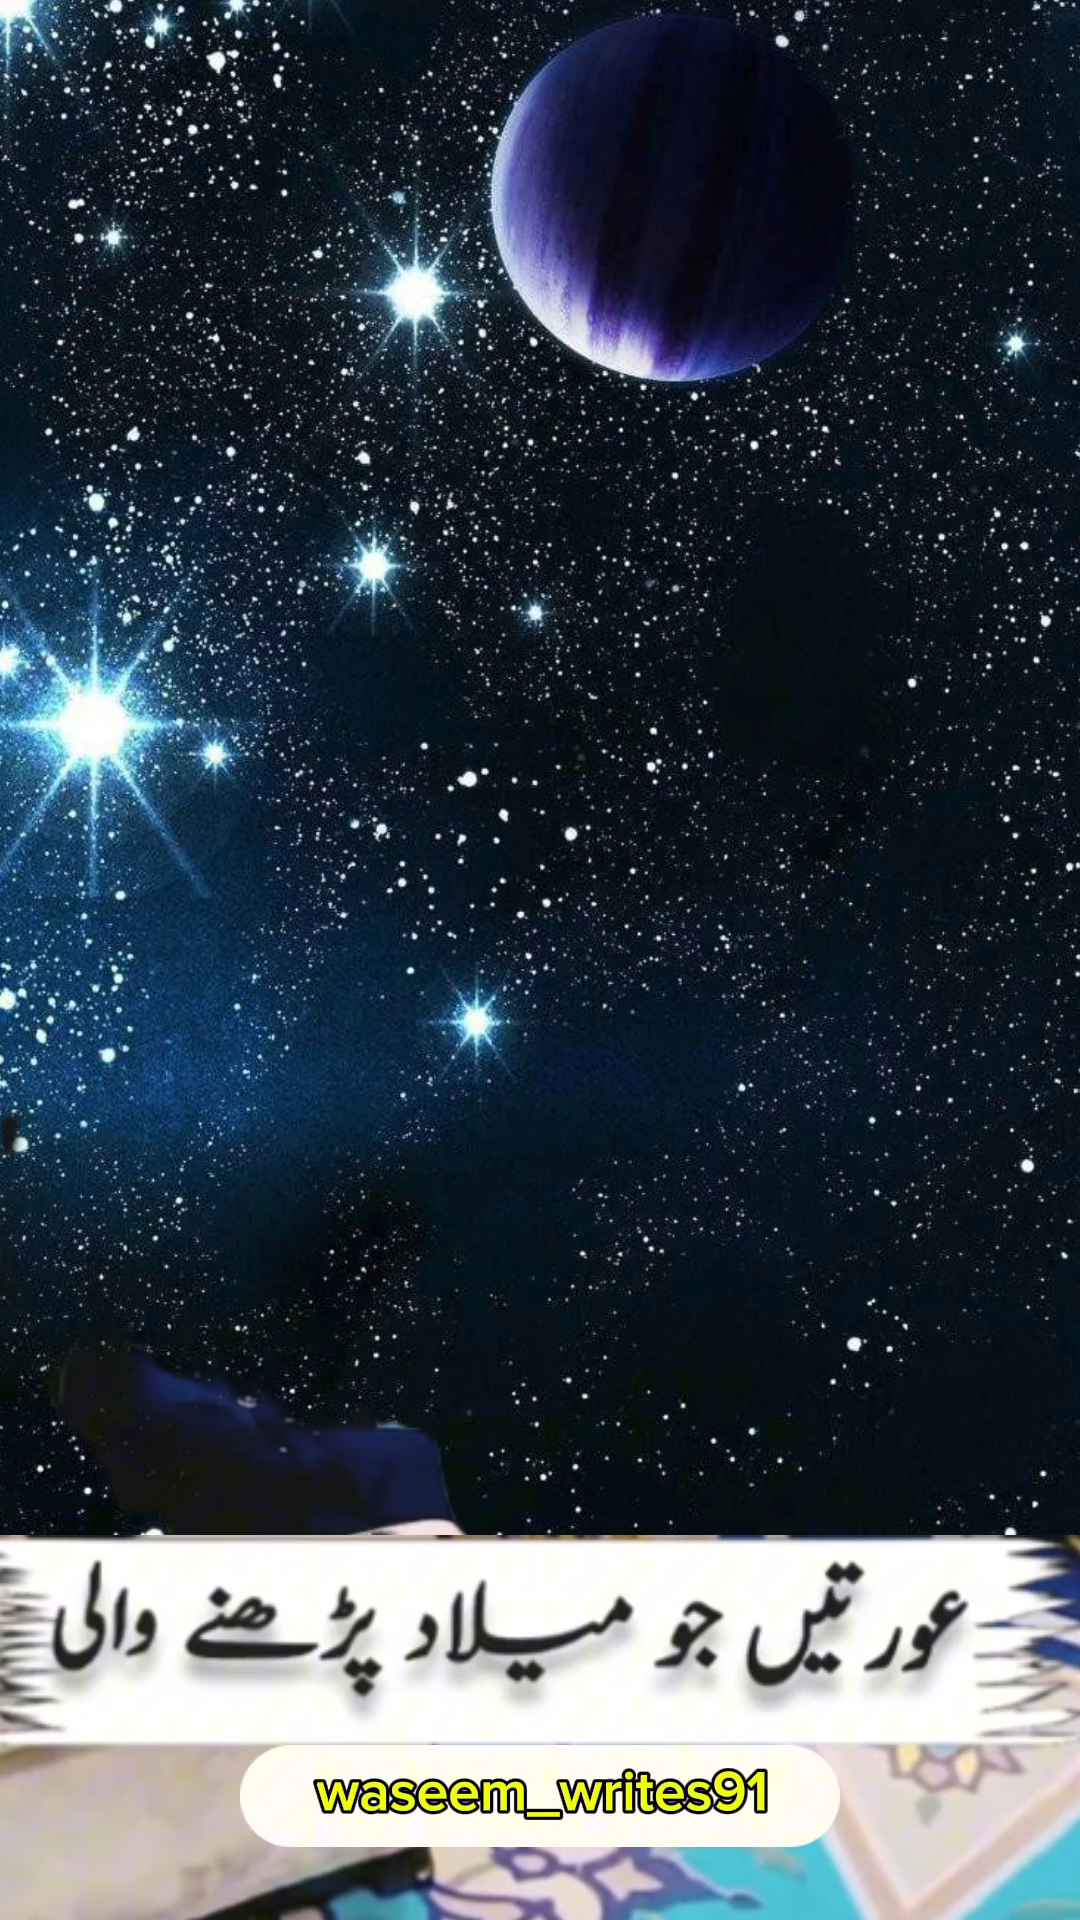 عورتیں جو میلاد پڑھنے والی
waseem_writes91